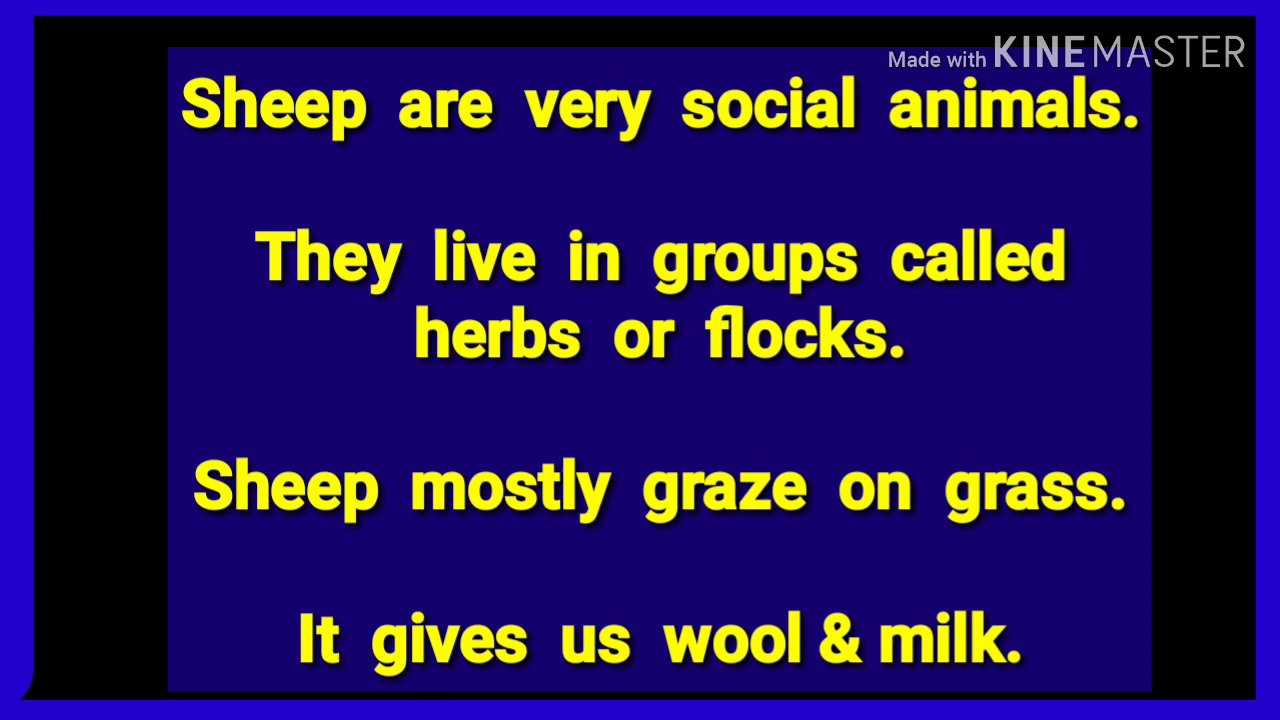 Made with KINEMASTER
Sheep are very social animals.
They live in groups called
herbs or flocks.
Sheep mostly graze on grass.
It gives us wool & milk.